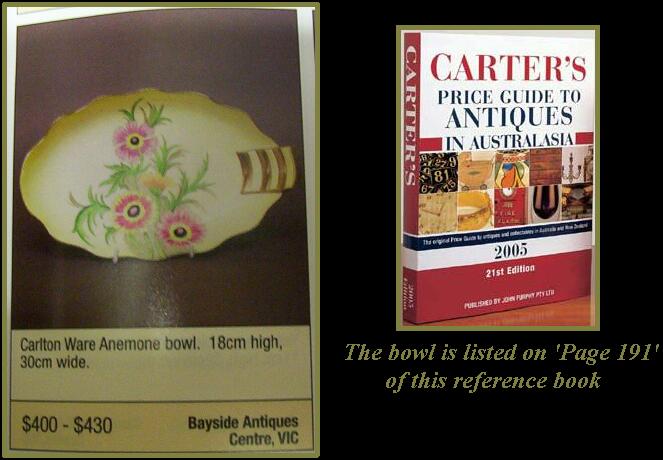 Carlton Ware Anemone bowl. 18cm high,
30cm wide.
$400 - $430
Bayside Antiques
Centre, VIC
CARTER'S
CARTER'S
PRICE GUIDE TO
ANTIQUES
IN AUSTRALASIA
The original Price Guide to antiques and collectables in Australia and New Zealand
2005
21st Edition
PUBLISHED BY JOHN FURPHY PTY LTD
2005
Edition
The bowl is listed on 'Page 191'
of this reference book